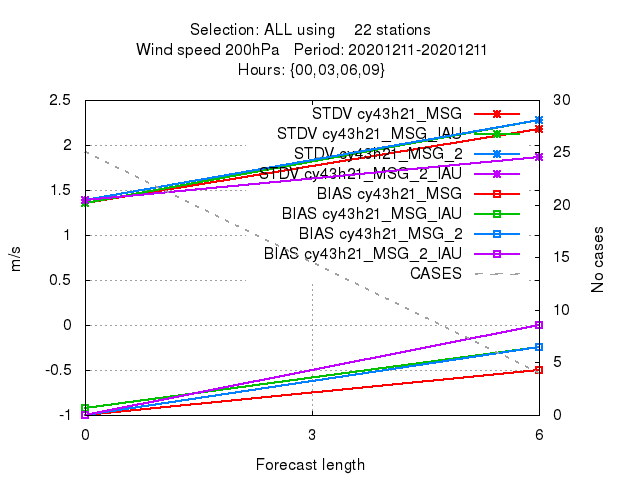 Selection: ALL using 22 stations
Wind speed 200hPa Period: 20201211-20201211
Hours: {00,03,06,09}
2.5
2
1.5
1
0.5
0
-0.5
-1
m/s
30
25
20
15
10
5
0
No cases
STDV cy43h21_MSG
STDV cy43h21_MSG_IAU
STDV cy43h21_MSG_2
STDV cy43h21_MSG_2_IAU
BIAS cy43h21_MSG
BIAS cy43h21_MSG_IAU
BIAS cy43h21_MSG_2
BIAS cy43h21_MSG_2_IAU
CASES
0 3 6
Forecast length